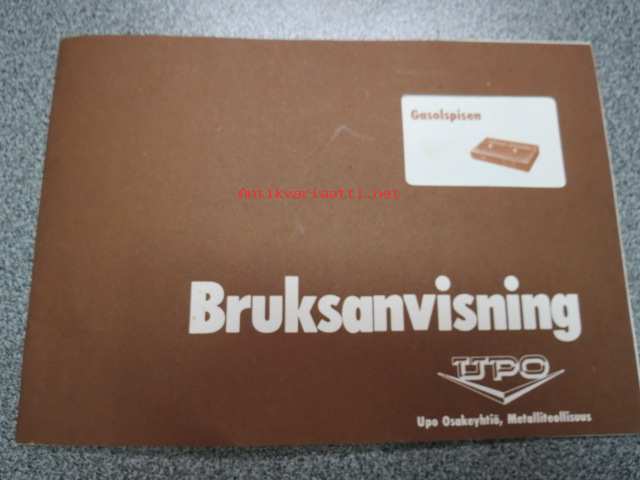 Gasolspisen
Antikvariaatti.net
Bruksanvisning
UPO
Upo Osakeyhtiö, Metalliteollisuus